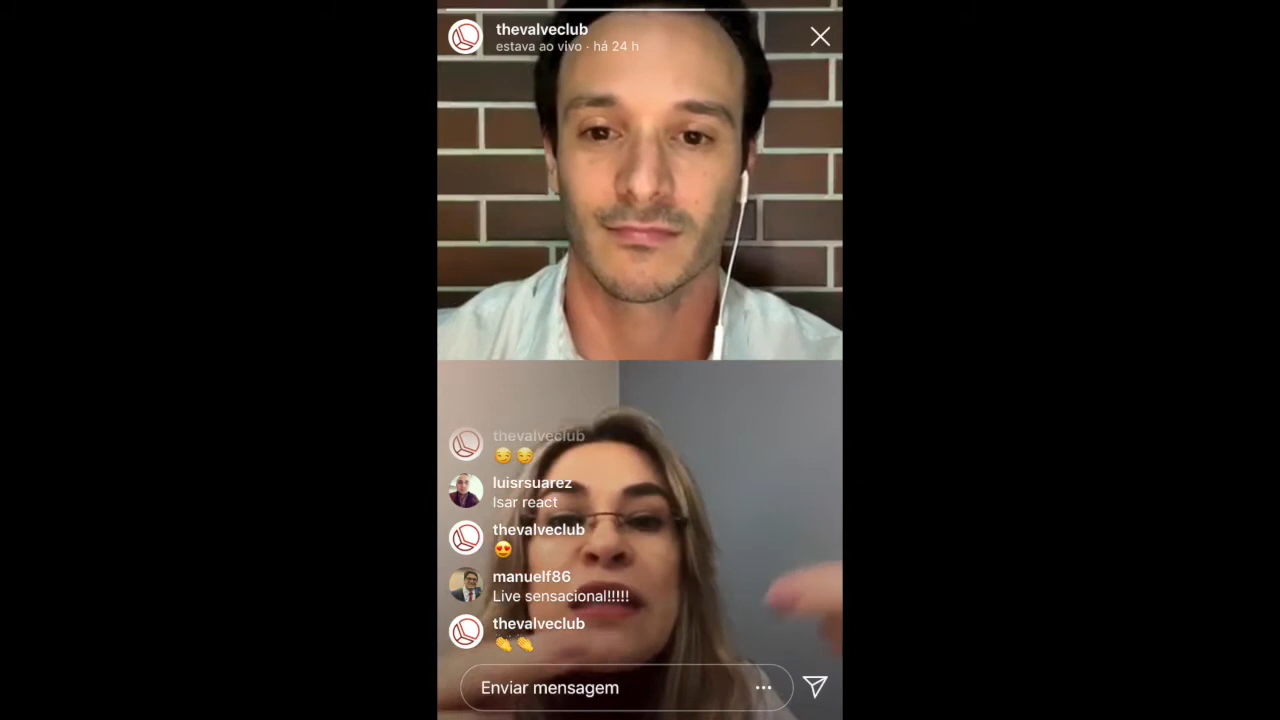 thevalveclub
estava ao vivo · há 24 h
thevalveclub
😏 😏
luisrsuarez
Isar react
thevalveclub
😍
manuelf86
Live sensacional!!!!!
thevalveclub
👏 👏
Enviar mensagem